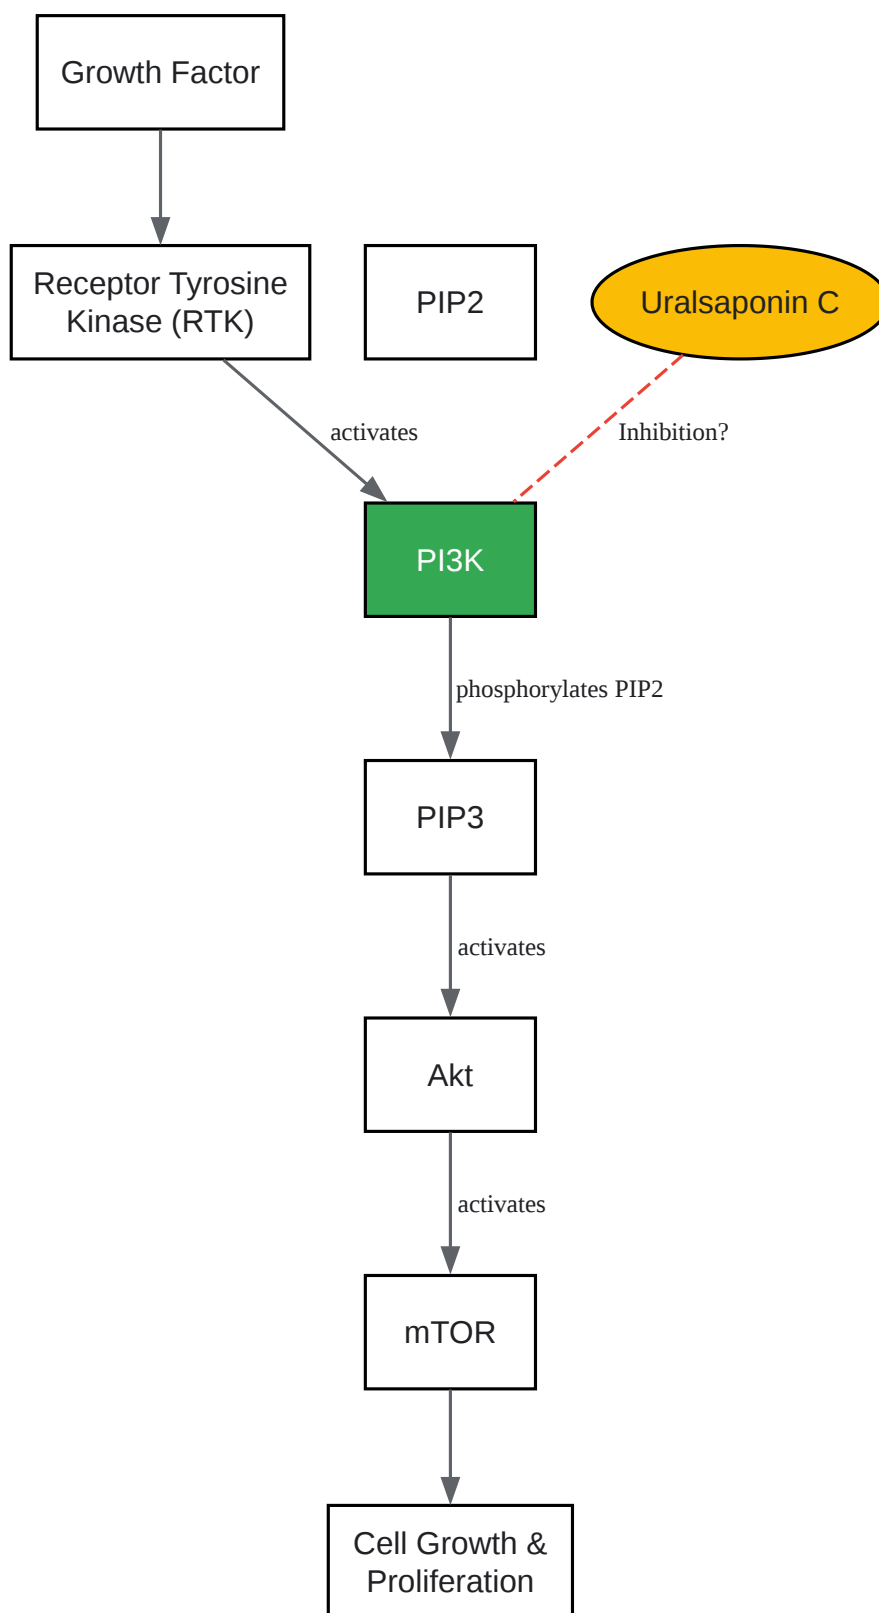 Growth Factor
Receptor Tyrosine
Kinase (RTK)
PIP2
Uralsaponin C
activates
Inhibition?
PI3K
phosphorylates PIP2
PIP3
activates
Akt
activates
mTOR
Cell Growth &
Proliferation